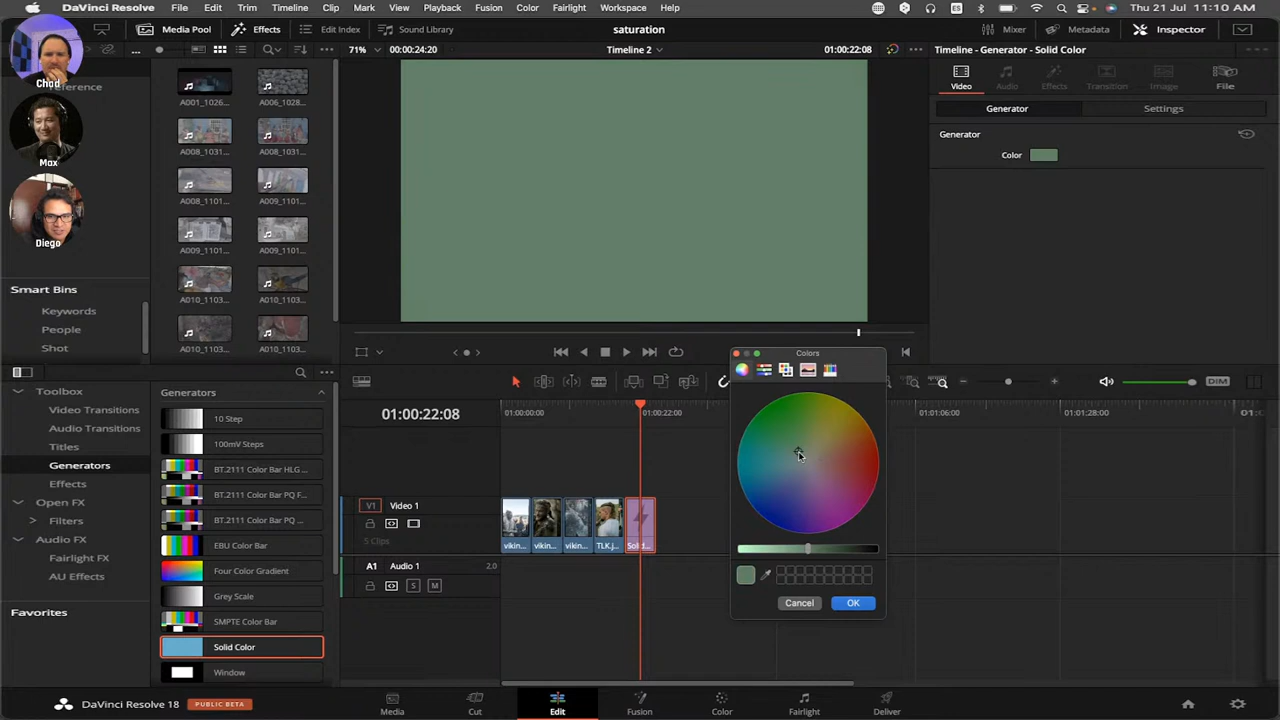 DaVinci Resolve File Edit Trim Timeline Clip Mark View Playback Fusion Color Fairlight Workspace Help
ES
Thu 21 Jul 11:10 AM
Media Pool Effects Edit Index Sound Library
saturation
Mixer Metadata Inspector
71% 00:00:24:20 Timeline 2 01:00:22:08
Timeline - Generator - Solid Color
Chad
Max
Diego
A001_1026... A006_1028...
A008_1031... A008_1031...
A008_1101... A009_1101...
A009_1101... A009_1101...
A010_1103... A010_1103...
A010_1103... A010_1103...
Video Audio Effects Transition Image File
Generator Settings
Generator
Color
Smart Bins
Keywords
People
Shot
Toolbox
Video Transitions
Audio Transitions
Titles
Generators
Effects
Open FX
Filters
Audio FX
Fairlight FX
AU Effects
Favorites
Generators
10 Step
100mV Steps
BT.2111 Color Bar HLG ...
BT.2111 Color Bar PQ F...
BT.2111 Color Bar PQ ...
EBU Color Bar
Four Color Gradient
Grey Scale
SMPTE Color Bar
Solid Color
Window
DIM
01:00:22:08
01:00:00:00 01:00:22:00 01:01:06:00 01:01:28:00
V1 Video 1
5 Clips
vikin... vikin... vikin... TLK.j... Soli...
A1 Audio 1 2.0
S M
Colors
Cancel OK
DaVinci Resolve 18 PUBLIC BETA
Media Cut Edit Fusion Color Fairlight Deliver